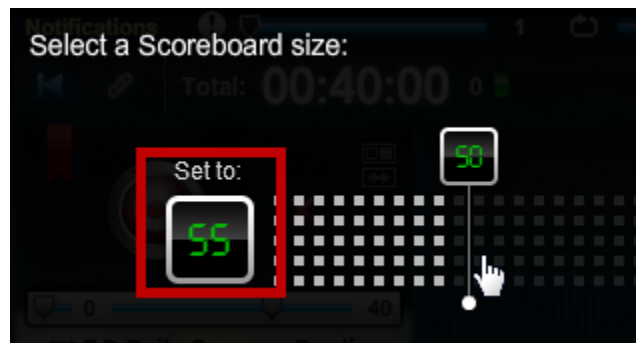 Notifications 1
Select a Scoreboard size:
Total: 00:40:00 0
50
Set to:
55
0 40